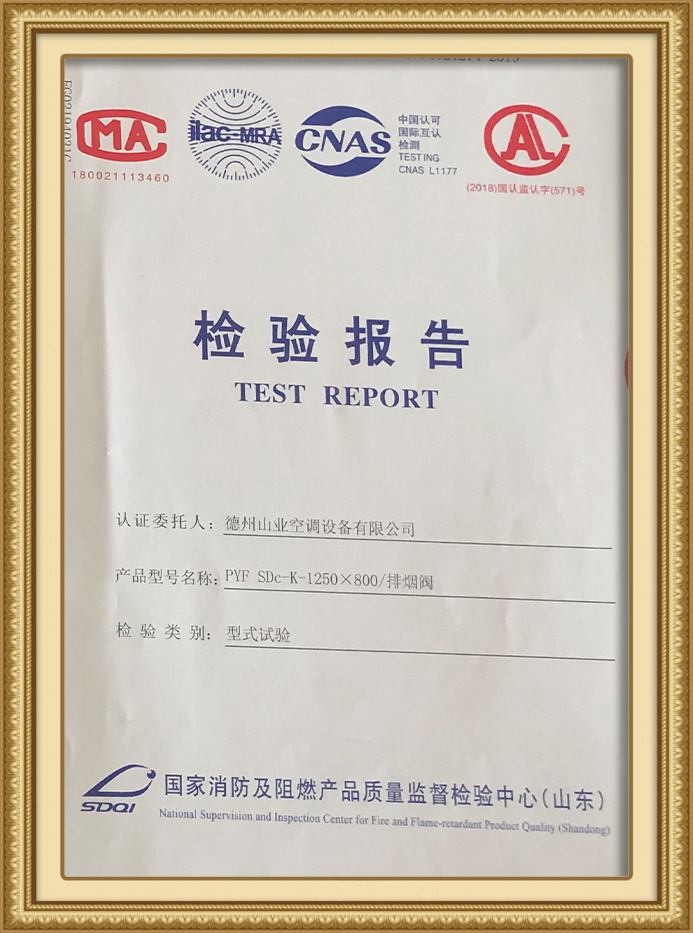 MA
180021113460
ilac-MRA
CNAS
中国认可
国际互认
检测
TESTING
CNAS L1177
AL
(2018)国认监认字(571)号
检验报告
TEST REPORT
认证委托人：德州山业空调设备有限公司
产品型号名称：PYF SDc-K-1250×800/排烟阀
检验类别：型式试验
SDQI
国家消防及阻燃产品质量监督检验中心(山东)
National Supervision and Inspection Center for Fire and Flame-retardant Product Quality (Shandong)